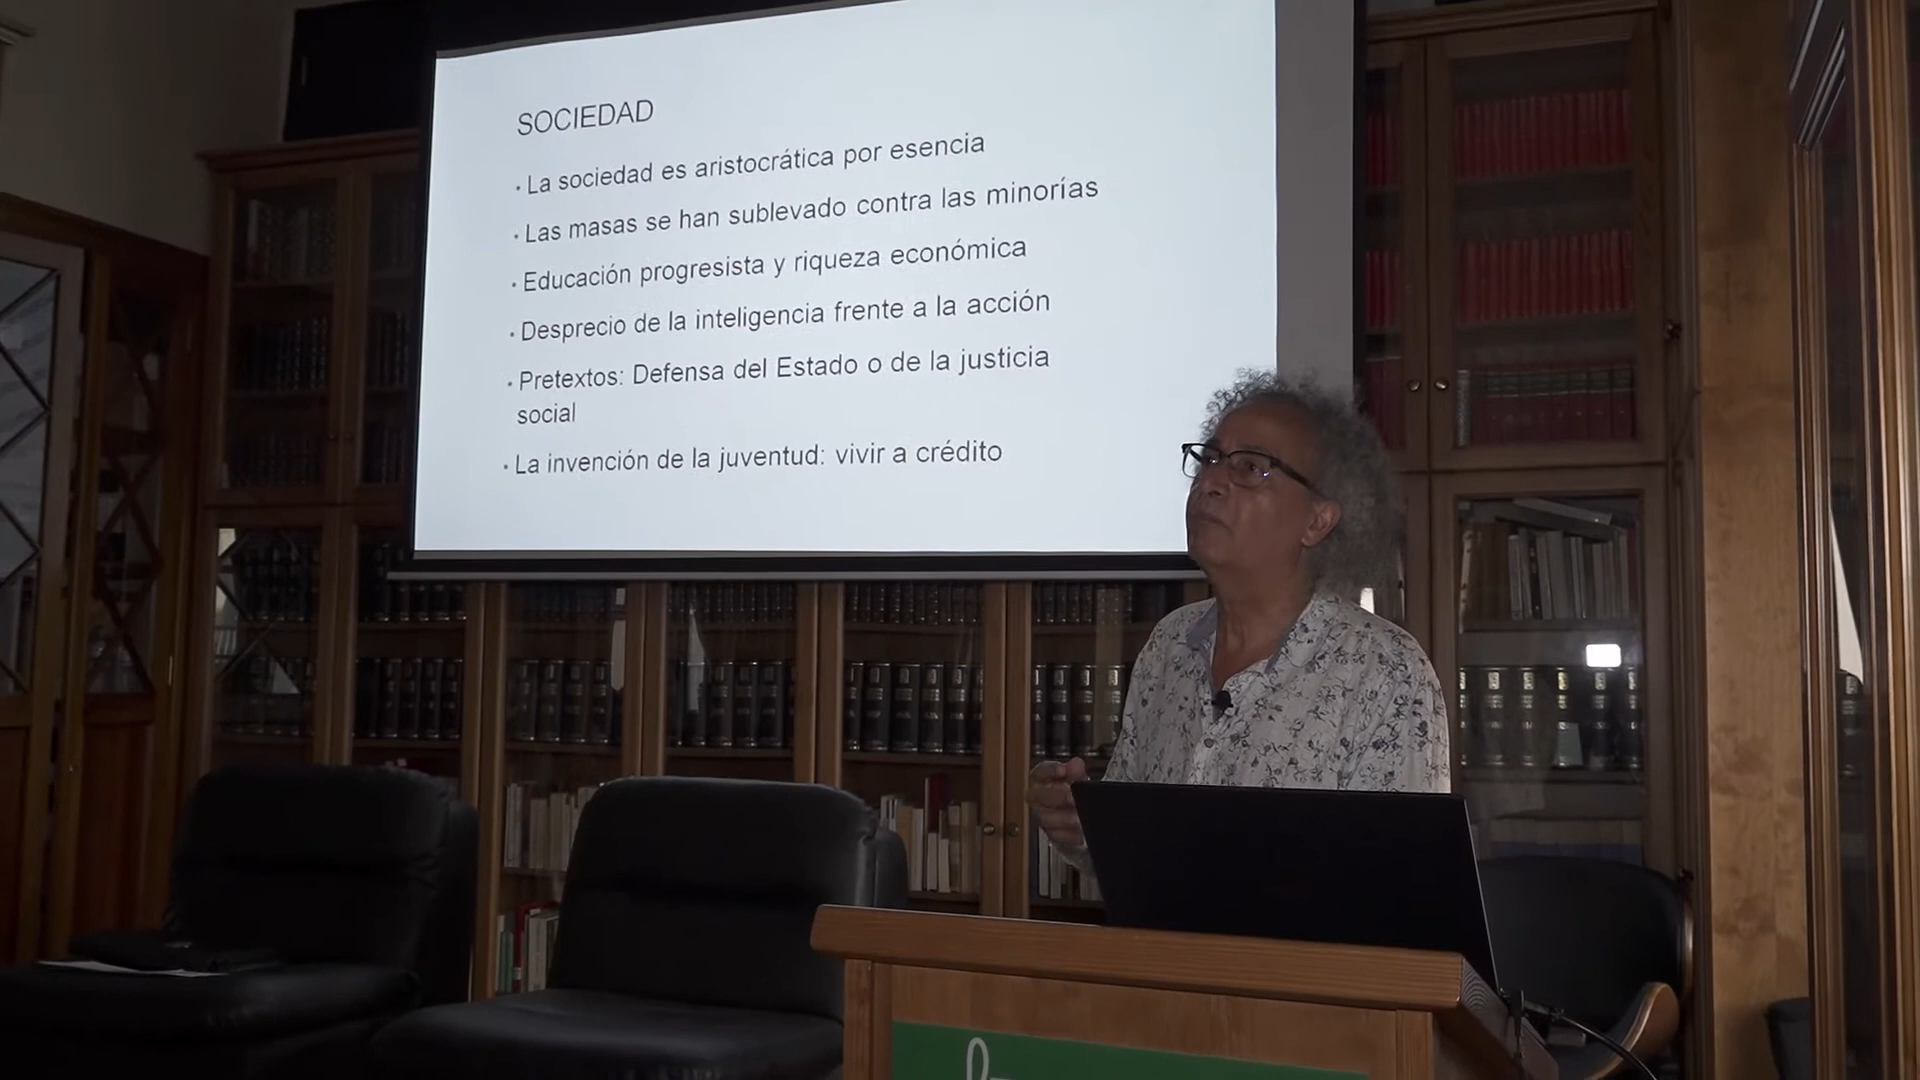 SOCIEDAD
• La sociedad es aristocrática por esencia
• Las masas se han sublevado contra las minorías
• Educación progresista y riqueza económica
• Desprecio de la inteligencia frente a la acción
• Pretextos: Defensa del Estado o de la justicia
social
• La invención de la juventud: vivir a crédito